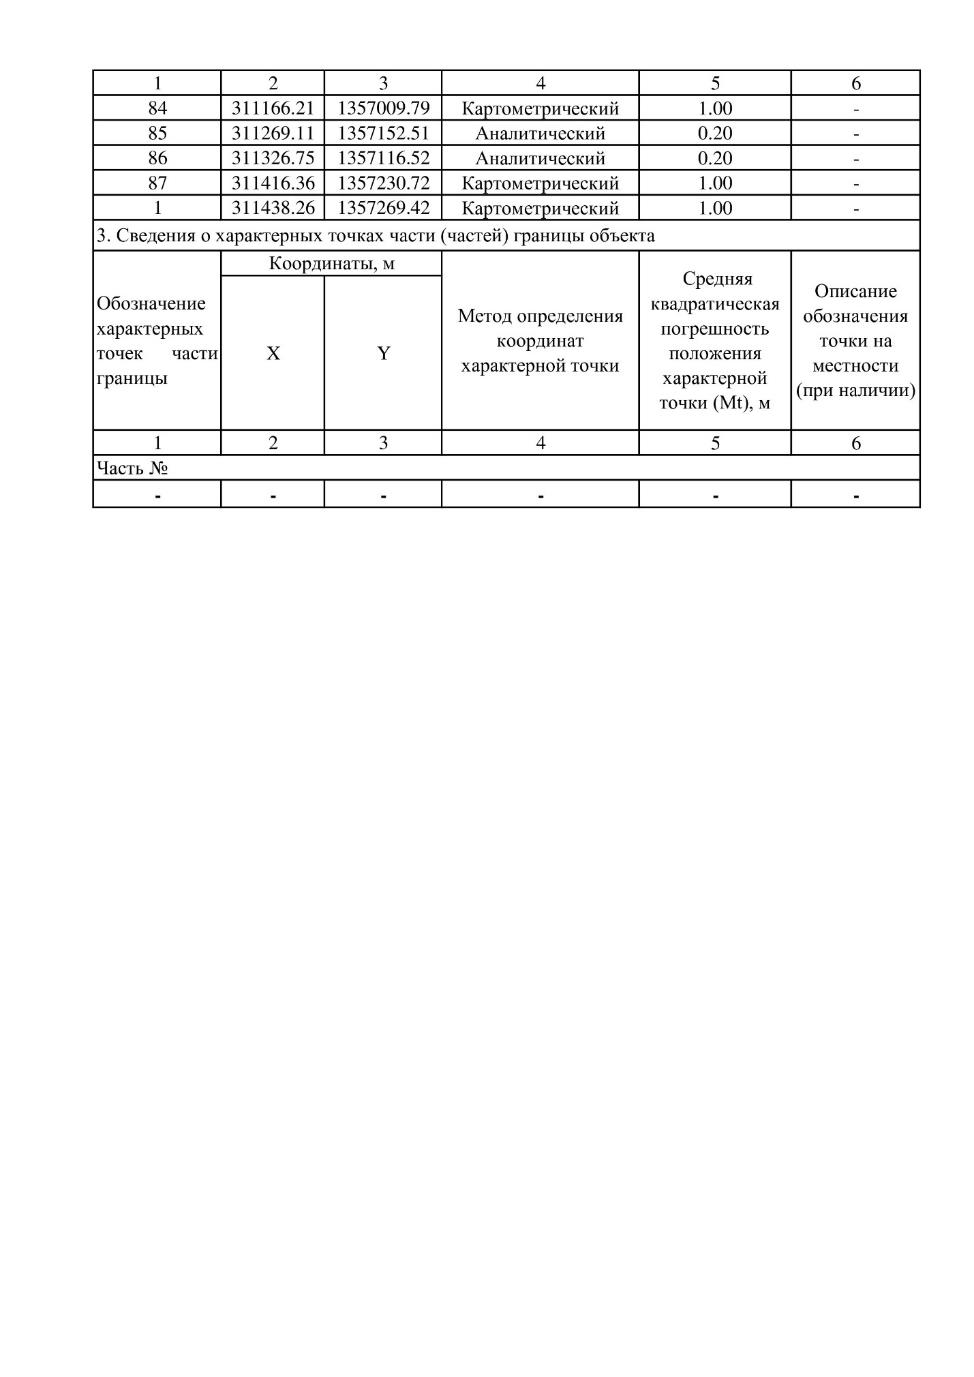 1 2 3 4 5 6
84 311166.21 1357009.79 Картометрический 1.00 -
85 311269.11 1357152.51 Аналитический 0.20 -
86 311326.75 1357116.52 Аналитический 0.20 -
87 311416.36 1357230.72 Картометрический 1.00 -
1 311438.26 1357269.42 Картометрический 1.00 -
3. Сведения о характерных точках части (частей) границы объекта
Обозначение
характерных
точек части
границы
Координаты, м
X
Y
Метод определения
координат
характерной точки
Средняя
квадратическая
погрешность
положения
характерной
точки (Mt), м
Описание
обозначения
точки на
местности
(при наличии)
1 2 3 4 5 6
Часть №
- - - - - -